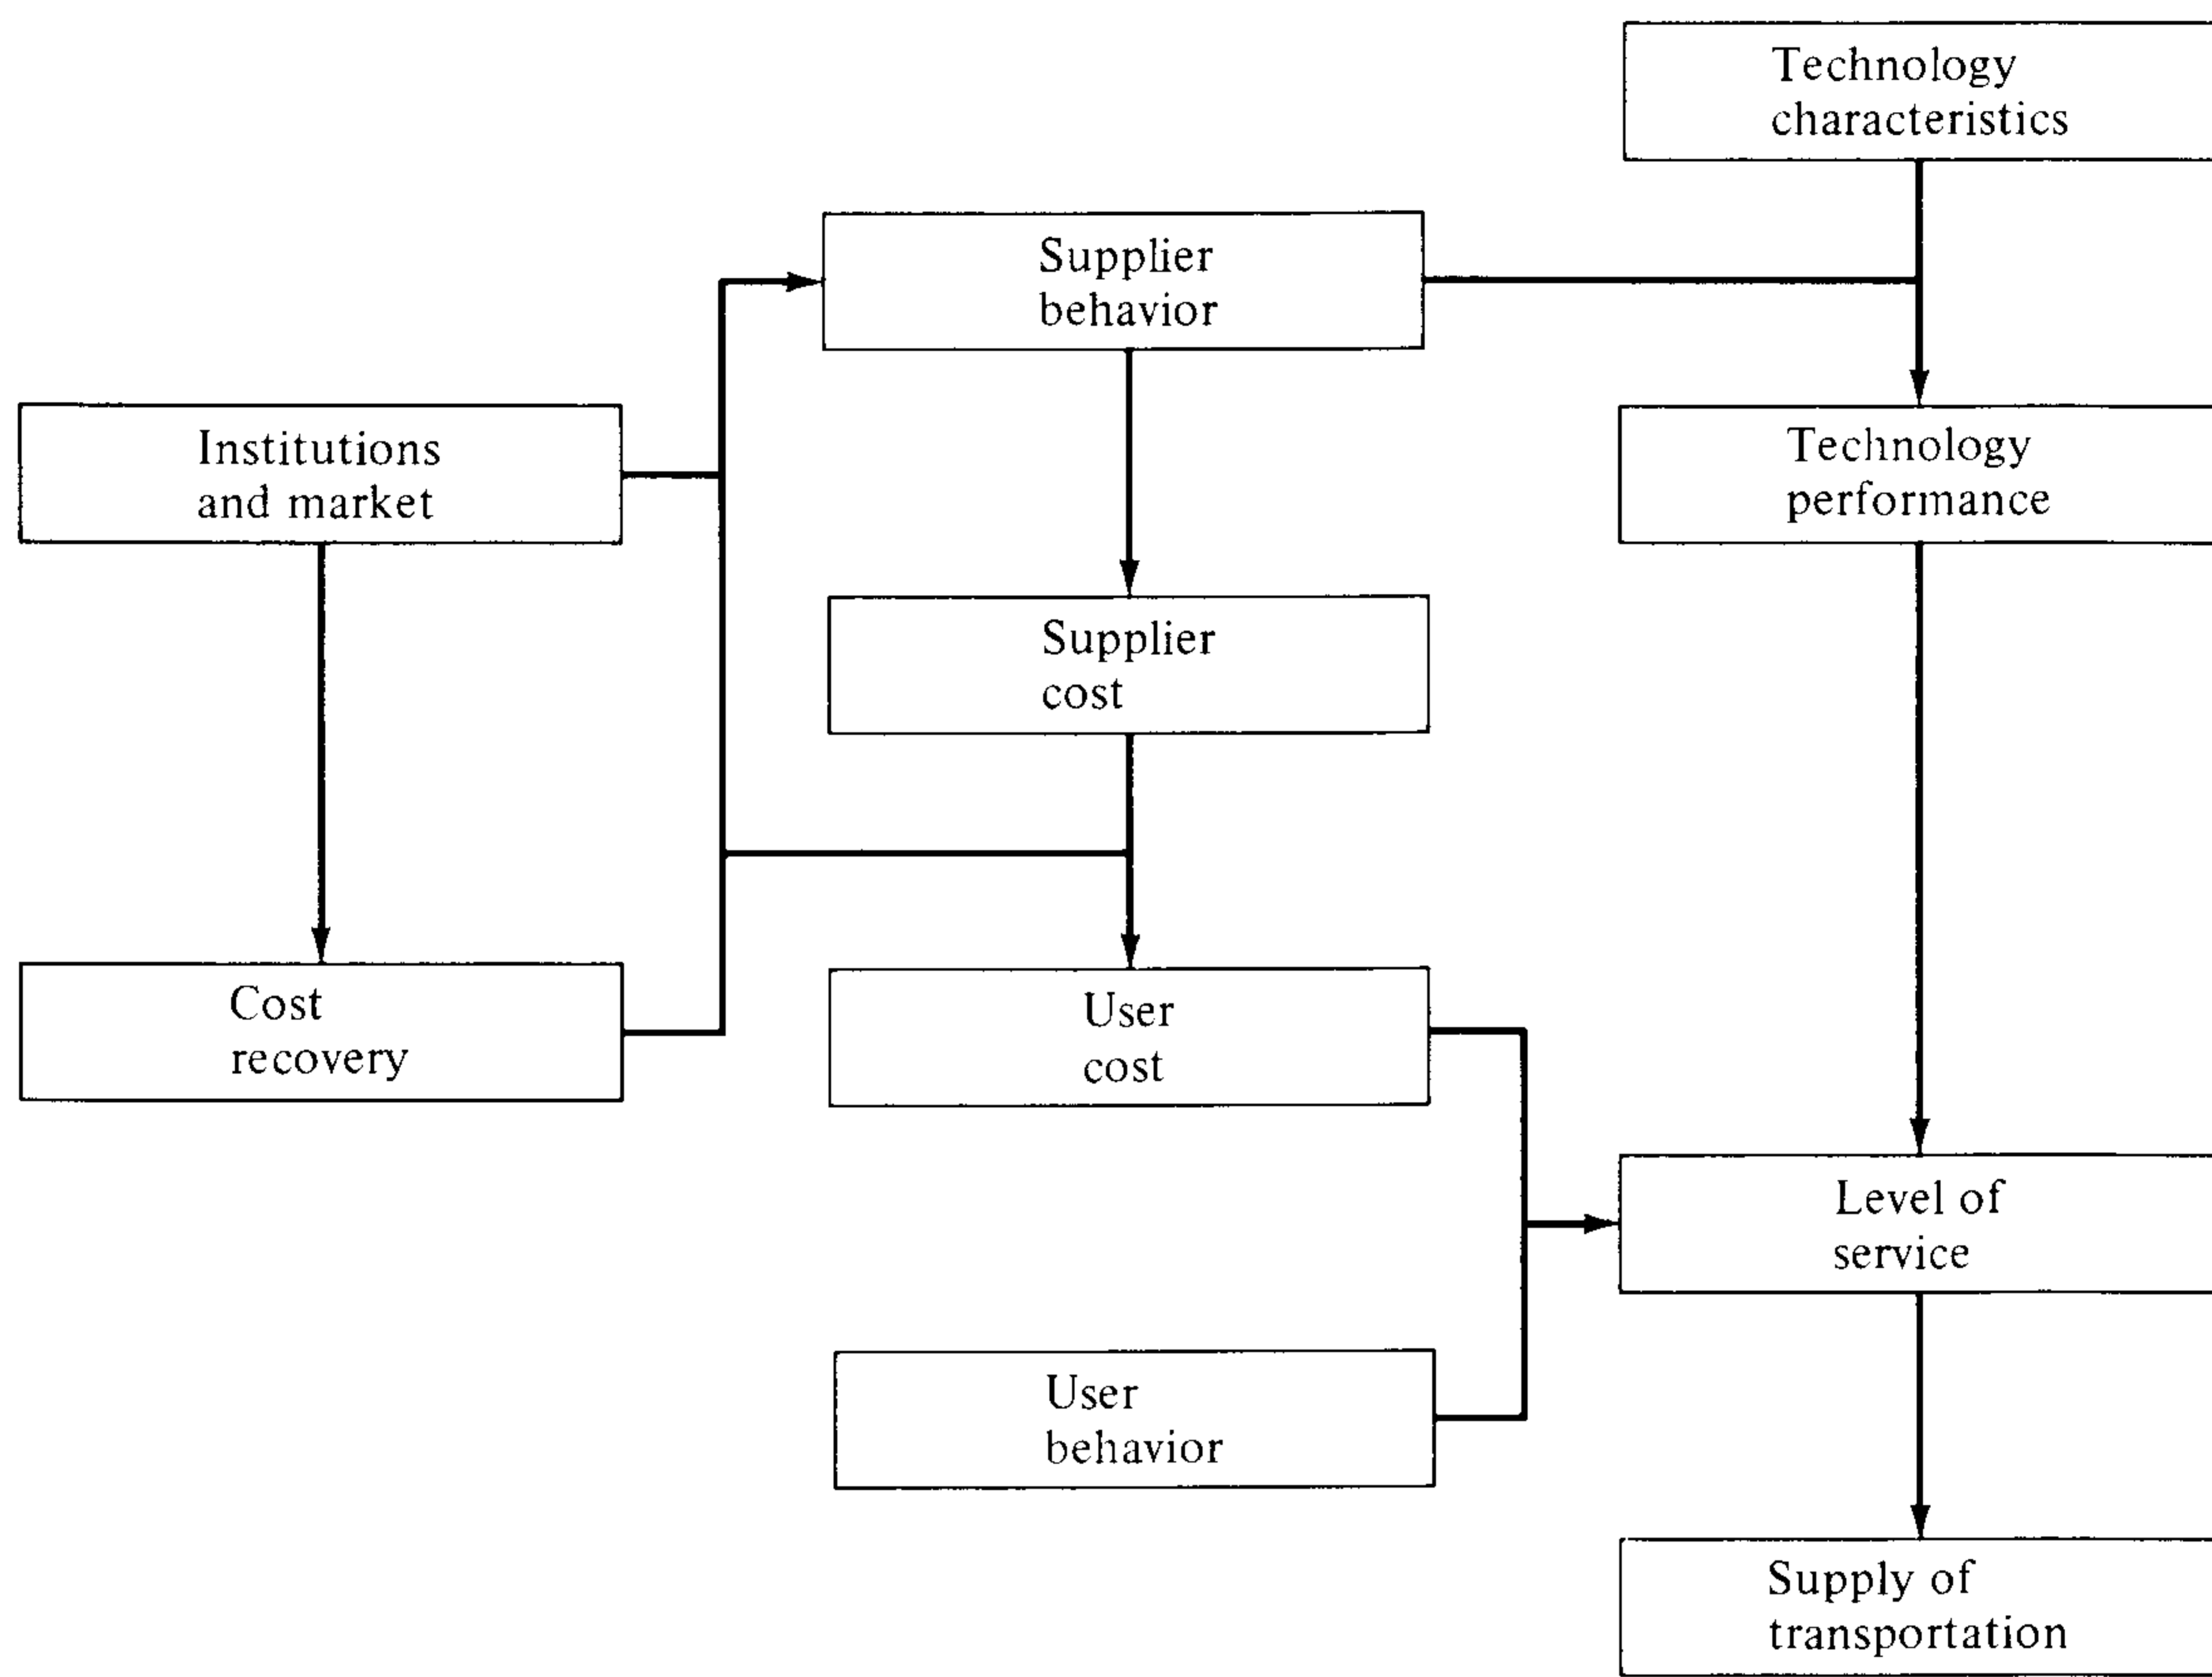 Technology
characteristics
Supplier
behavior
Institutions
and market
Technology
performance
Supplier
cost
Cost
recovery
User
cost
Level of
service
User
behavior
Supply of
transportation